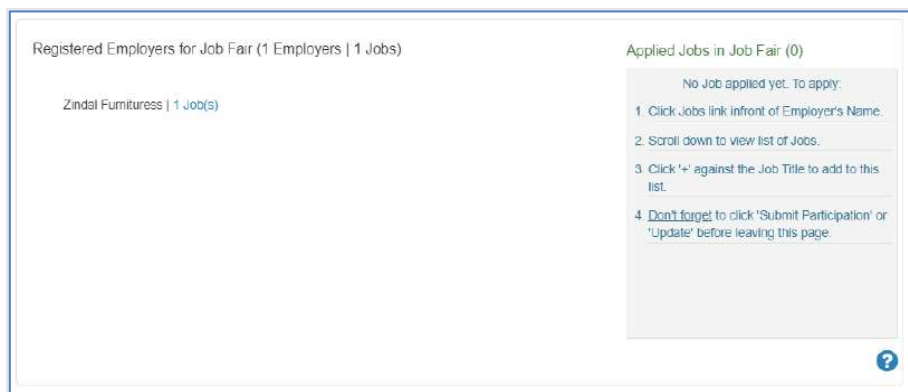 Registered Employers for Job Fair (1 Employers | 1 Jobs)
Zindal Furnituress | 1 Job(s)
Applied Jobs in Job Fair (0)
No Job applied yet. To apply:
1. Click Jobs link infront of Employer's Name.
2. Scroll down to view list of Jobs.
3. Click '+' against the Job Title to add to this
list.
4. Don't forget to click 'Submit Participation' or
'Update' before leaving this page.
?